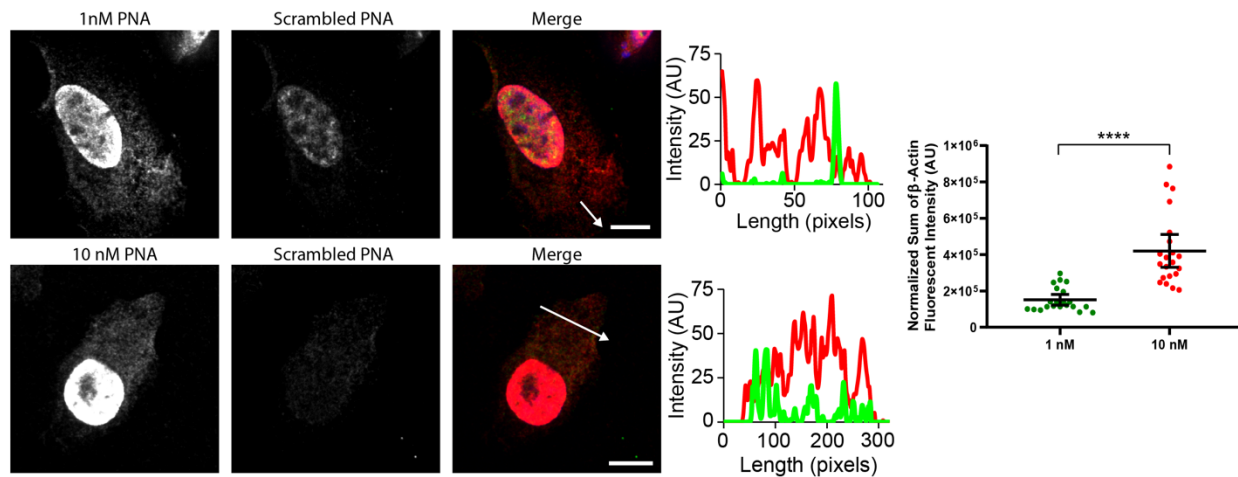 1nM PNA
Scrambled PNA
Merge
Intensity (AU)
75
50
25
0
0
50
100
Length (pixels)
10 nM PNA
Scrambled PNA
Merge
Intensity (AU)
75
50
25
0
0
100
200
300
Length (pixels)
Normalized Sum of β-Actin
Fluorescent Intensity (AU)
1×10⁶
8×10⁵
6×10⁵
4×10⁵
2×10⁵
0
****
1 nM
10 nM